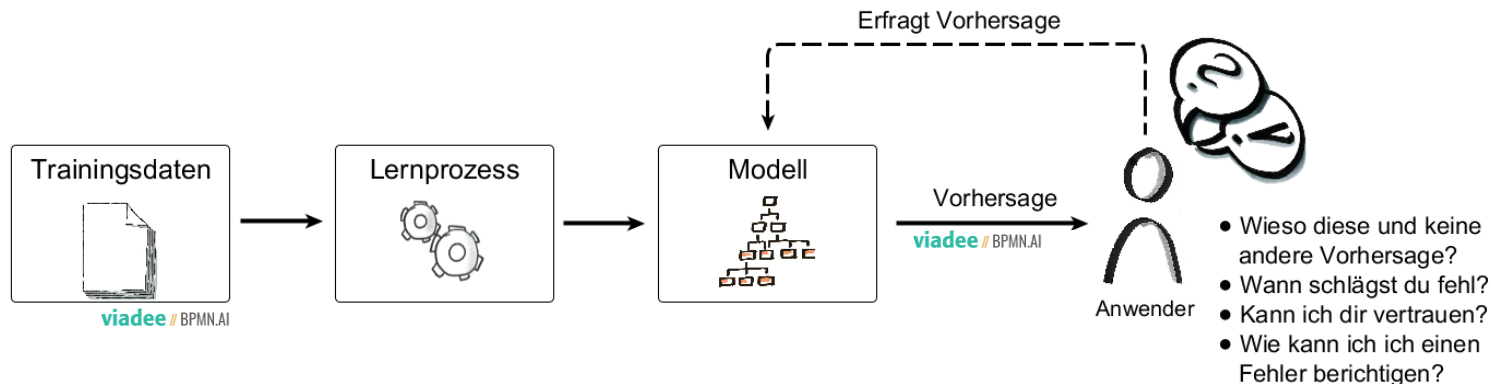 Erfragt Vorhersage
Trainingsdaten
Lernprozess
Modell
Vorhersage
viadee // BPMN.AI
viadee // BPMN.AI
?
!
Anwender
● Wieso diese und keine
andere Vorhersage?
● Wann schlägst du fehl?
● Kann ich dir vertrauen?
● Wie kann ich ich einen
Fehler berichtigen?